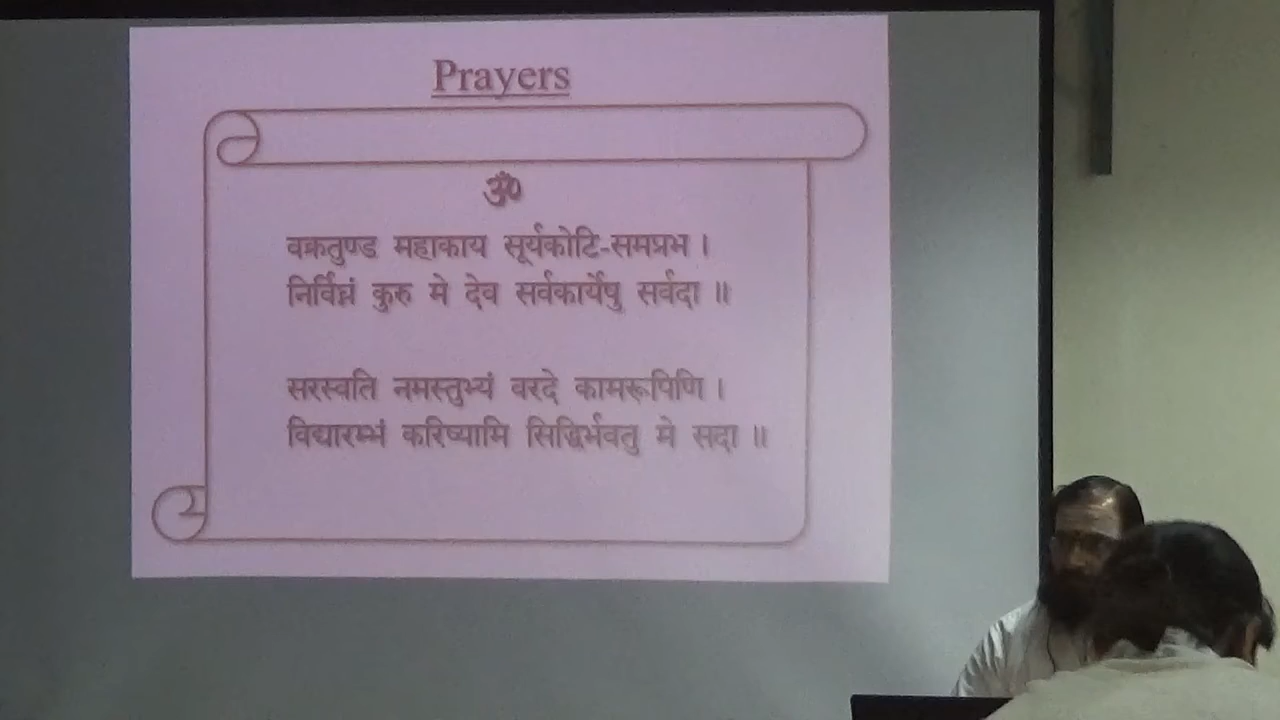 Prayers
ॐ
वक्रतुण्ड महाकाय सूर्यकोटि-समप्रभ ।
निर्विघ्नं कुरु मे देव सर्वकार्येषु सर्वदा ॥
सरस्वति नमस्तुभ्यं वरदे कामरूपिणि ।
विद्यारम्भं करिष्यामि सिद्धिर्भवतु मे सदा ॥